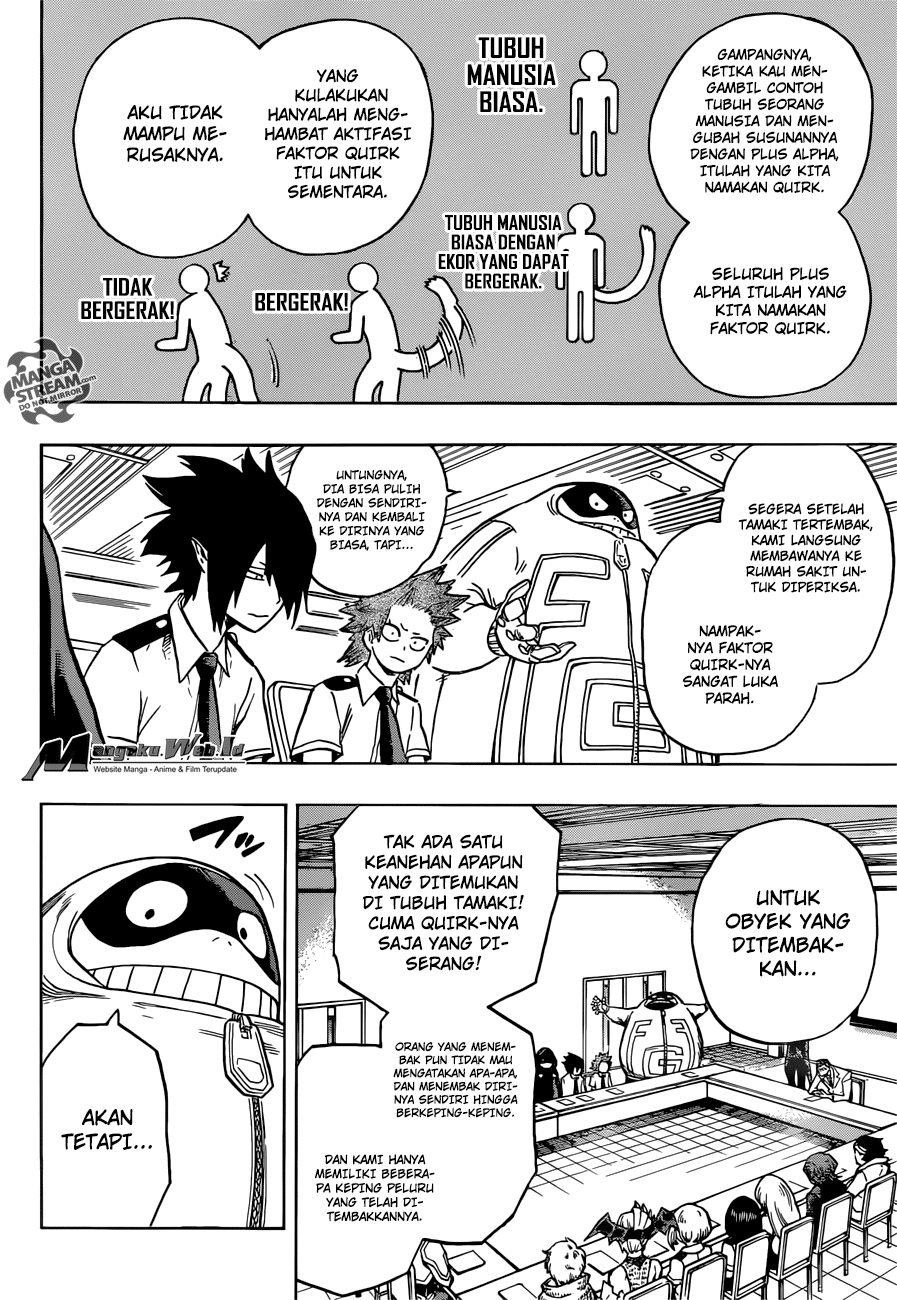 GAMPANGNYA,
KETIKA KAU MEN-
GAMBIL CONTOH
TUBUH SEORANG
MANUSIA DAN MEN-
GUBAH SUSUNANNYA
DENGAN PLUS ALPHA,
ITULAH YANG KITA
NAMAKAN QUIRK.
SELURUH PLUS
ALPHA ITULAH YANG
KITA NAMAKAN
FAKTOR QUIRK.
TUBUH
MANUSIA
BIASA.
TUBUH MANUSIA
BIASA DENGAN
EKOR YANG DAPAT
BERGERAK.
YANG
KULAKUKAN
HANYALAH MENG-
HAMBAT AKTIFASI
FAKTOR QUIRK
ITU UNTUK
SEMENTARA.
AKU TIDAK
MAMPU ME-
RUSAKNYA.
BERGERAK!
TIDAK
BERGERAK!
MANGA
STREAM.com
DO NOT MIRROR
SEGERA SETELAH
TAMAKI TERTEMBAK,
KAMI LANGSUNG
MEMBAWANYA KE
RUMAH SAKIT UN-
TUK DIPERIKSA.
NAMPAK-
NYA FAKTOR
QUIRK-NYA
SANGAT LUKA
PARAH.
UNTUNGNYA,
DIA BISA PULIH
DENGAN SENDIRI-
NYA DAN KEMBALI
KE DIRINYA YANG
BIASA, TAPI...
Mangaku.Web.Id
Website Manga - Anime & Film Terupdate
UNTUK
OBYEK YANG
DITEMBAK-
KAN...
TAK ADA SATU
KEANEHAN APAPUN
YANG DITEMUKAN
DI TUBUH TAMAKI!
CUMA QUIRK-NYA
SAJA YANG DI-
SERANG!
ORANG YANG MENEM-
BAK PUN TIDAK MAU
MENGATAKAN APA-APA,
DAN MENEMBAK DIRI-
NYA SENDIRI HINGGA
BERKEPING-KEPING.
DAN KAMI HANYA
MEMILIKI BEBERA-
PA KEPING PELURU
YANG TELAH DI-
TEMBAKKANNYA.
AKAN
TETAPI...